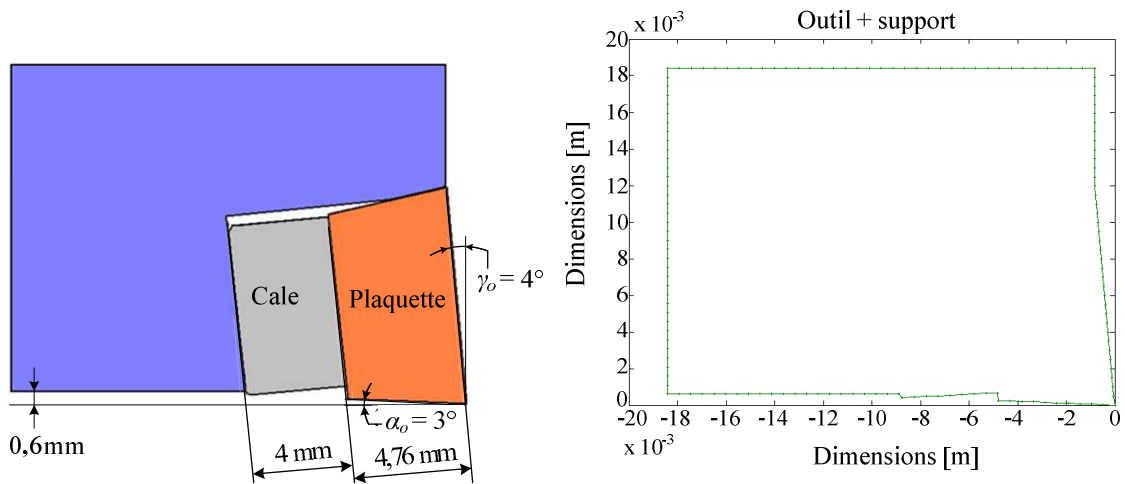 Cale
Plaquette
γₒ = 4°
αₒ = 3°
0,6mm
4 mm
4,76 mm
Outil + support
x 10⁻³
20
18
16
14
12
10
8
6
4
2
0
Dimensions [m]
-20 -18 -16 -14 -12 -10 -8 -6 -4 -2 0
x 10⁻³
Dimensions [m]